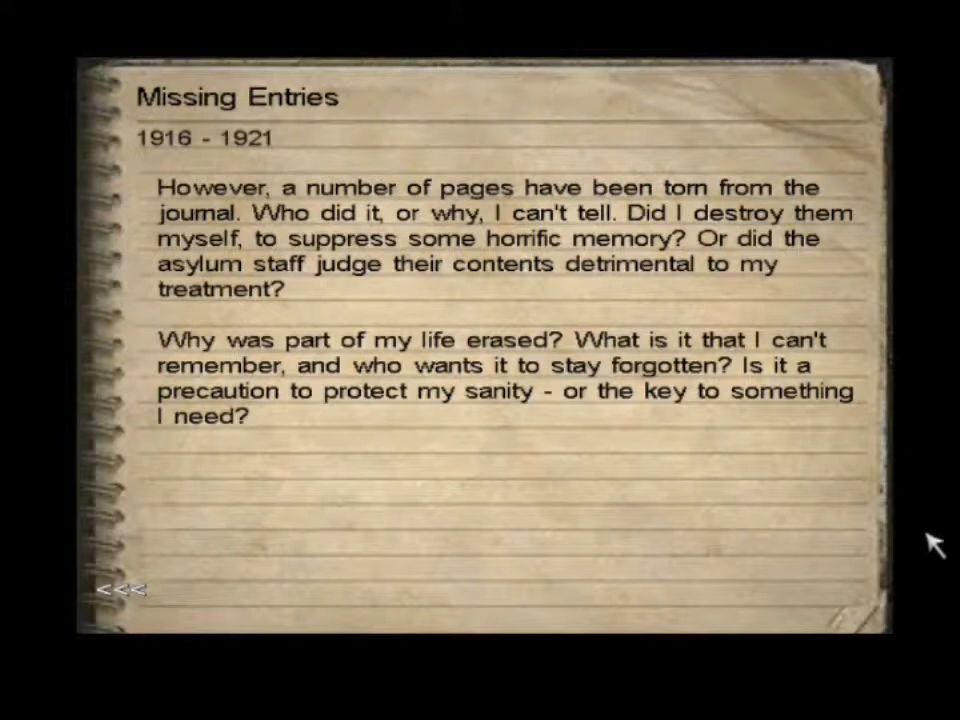 Missing Entries
1916 - 1921
However, a number of pages have been torn from the
journal. Who did it, or why, I can't tell. Did I destroy them
myself, to suppress some horrific memory? Or did the
asylum staff judge their contents detrimental to my
treatment?
Why was part of my life erased? What is it that I can't
remember, and who wants it to stay forgotten? Is it a
precaution to protect my sanity - or the key to something
I need?
<<<